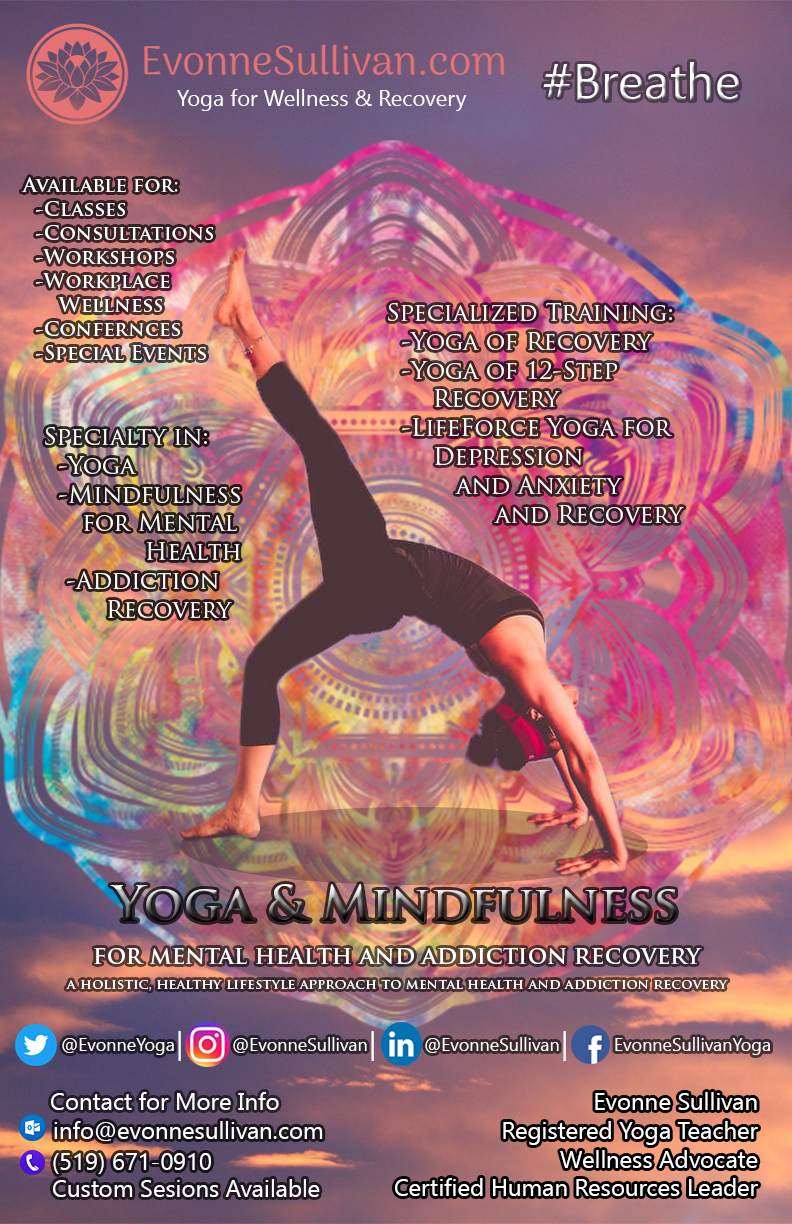 EvonneSullivan.com
Yoga for Wellness & Recovery
#Breathe
Available for:
-Classes
-Consultations
-Workshops
-Workplace
Wellness
-Confernces
-Special Events
Specialized Training:
-Yoga of Recovery
-Yoga of 12-Step
Recovery
-LifeForce Yoga for
Depression
and Anxiety
and Recovery
Specialty in:
-Yoga
-Mindfulness
for Mental
Health
-Addiction
Recovery
Yoga & Mindfulness
for mental health and addiction recovery
a holistic, healthy lifestyle approach to mental health and addiction recovery
@EvonneYoga| @EvonneSullivan| in @EvonneSullivan| f EvonneSullivanYoga
Contact for More Info
info@evonnesullivan.com
(519) 671-0910
Custom Sesions Available
Evonne Sullivan
Registered Yoga Teacher
Wellness Advocate
Certified Human Resources Leader